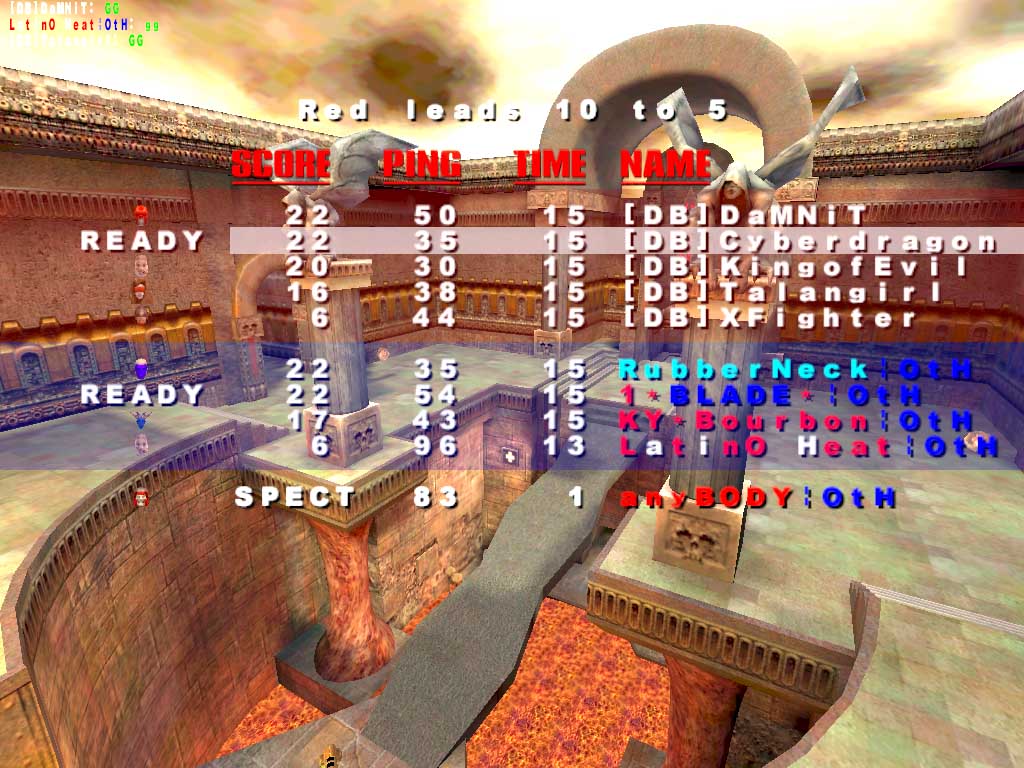 [DB]DaMNiT: GG
LatinO Heat¦OtH: gg
GG
Red leads 10 to 5
SCORE PING TIME NAME
22 50 15 [DB]DaMNiT
READY 22 35 15 [DB]Cyberdragon
20 30 15 [DB]KingofEvil
16 38 15 [DB]Talangirl
6 44 15 [DB]XFighter
22 35 15 RubberNeck¦OtH
READY 22 54 15 1*BLADE*¦OtH
17 43 15 KY*Bourbon¦OtH
6 96 13 LatinO Heat¦OtH
SPECT 83 1 anyBODY¦OtH